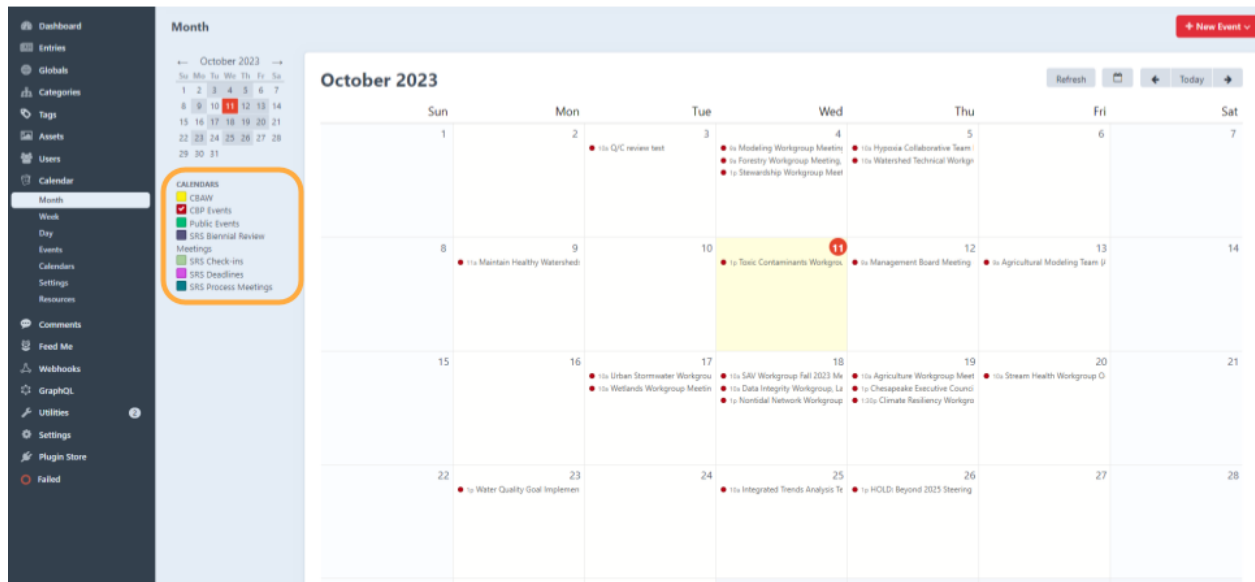 Dashboard
Entries
Globals
Categories
Tags
Assets
Users
Calendar
Month
Week
Day
Events
Calendars
Settings
Resources
Comments
Feed Me
Webhooks
GraphQL
Utilities 2
Settings
Plugin Store
Failed
Month
+ New Event
← October 2023 →
Su Mo Tu We Th Fr Sa
1 2 3 4 5 6 7
8 9 10 11 12 13 14
15 16 17 18 19 20 21
22 23 24 25 26 27 28
29 30 31
CALENDARS
CBAW
CBP Events
Public Events
SRS Biennial Review
Meetings
SRS Check-ins
SRS Deadlines
SRS Process Meetings
October 2023
Refresh Today
Sun Mon Tue Wed Thu Fri Sat
1 2 3 4 5 6 7
10a Q/C review test
9a Modeling Workgroup Meeting
9a Forestry Workgroup Meeting,
1p Stewardship Workgroup Meet
10a Hypoxia Collaborative Team
10a Watershed Technical Workgr
8 9 10 11 12 13 14
11a Maintain Healthy Watersheds
1p Toxic Contaminants Workgrou
9a Management Board Meeting
9a Agricultural Modeling Team (A
15 16 17 18 19 20 21
10a Urban Stormwater Workgrou
10a Wetlands Workgroup Meetin
10a SAV Workgroup Fall 2023 Me
10a Data Integrity Workgroup, La
1p Nontidal Network Workgroup
10a Agriculture Workgroup Meet
1p Chesapeake Executive Counci
1:30p Climate Resiliency Workgro
10a Stream Health Workgroup O
22 23 24 25 26 27 28
1p Water Quality Goal Implemen
10a Integrated Trends Analysis Te
1p HOLD: Beyond 2025 Steering